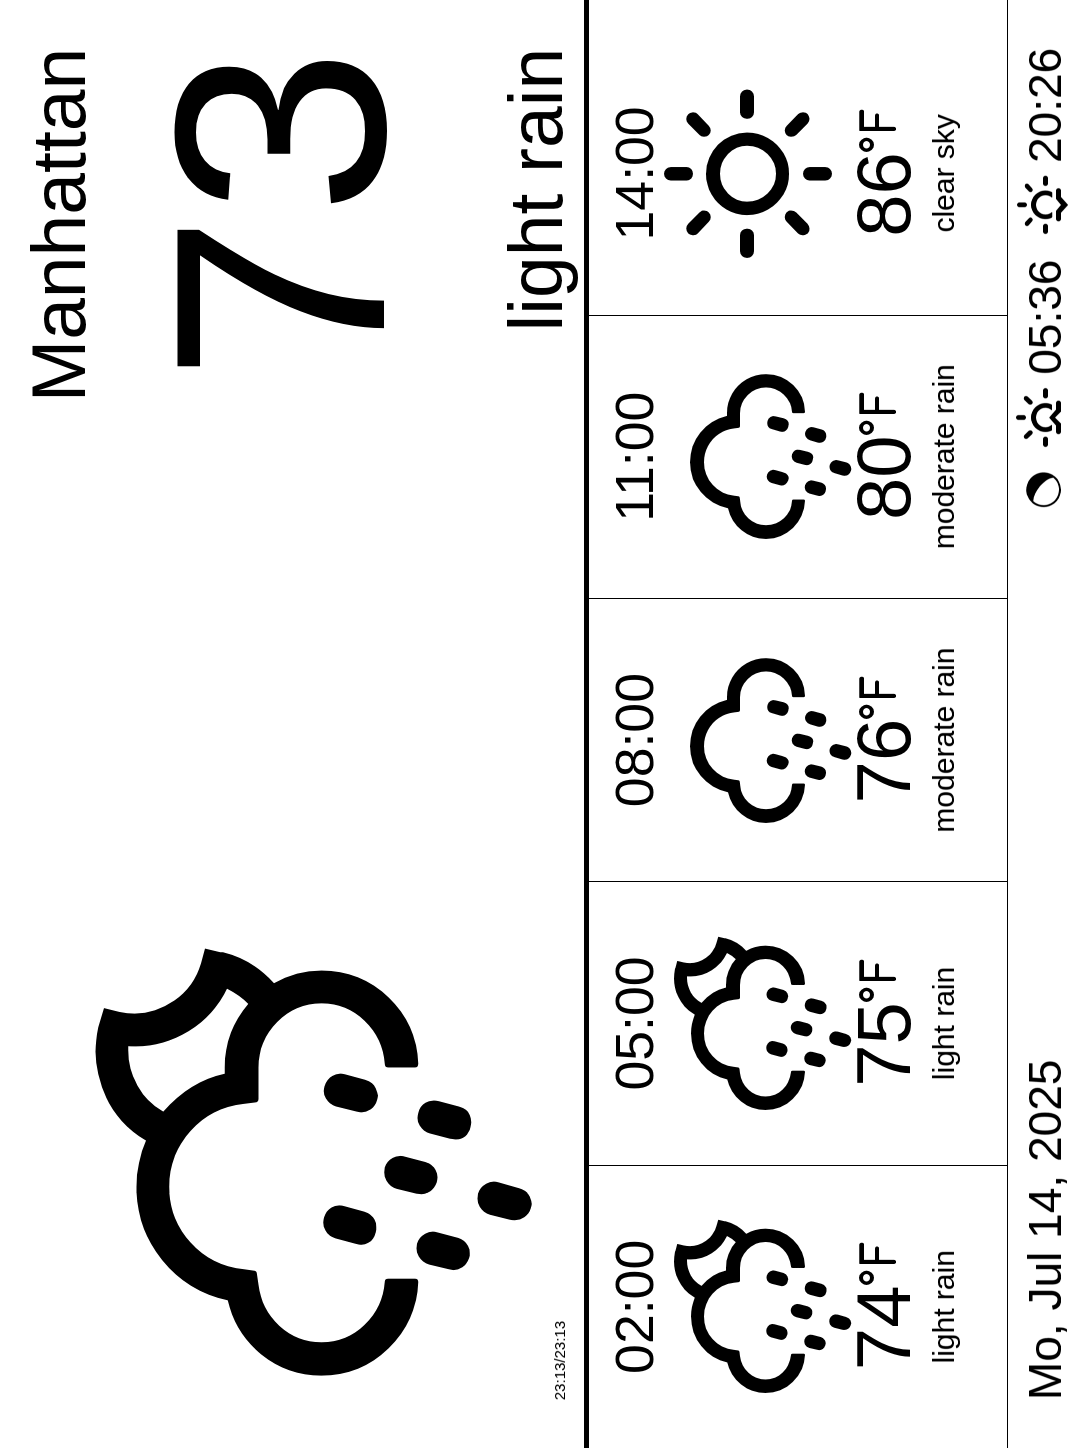 Manhattan
73
light rain
23:13/23:13
02:00
74°F
light rain
05:00
75°F
light rain
08:00
76°F
moderate rain
11:00
80°F
moderate rain
14:00
86°F
clear sky
Mo, Jul 14, 2025
05:36
20:26